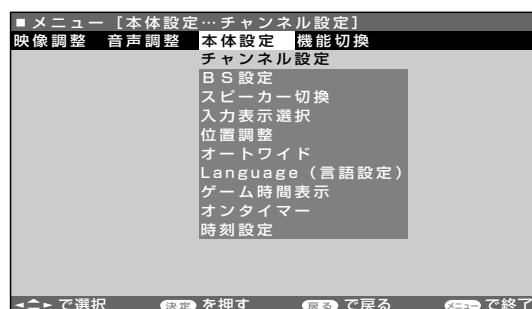 ■メニュー [本体設定…チャンネル設定]
映像調整 音声調整 本体設定 機能切換
チャンネル設定
BS設定
スピーカー切換
入力表示選択
位置調整
オートワイド
Language(言語設定)
ゲーム時間表示
オンタイマー
時刻設定
で選択 決定 を押す 戻る で戻る メニュー で終了